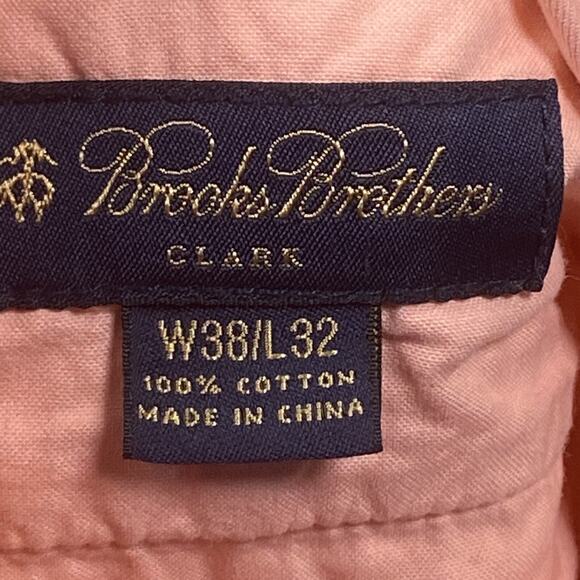 Brooks Brothers
CLARK
W38/L32
100% COTTON
MADE IN CHINA